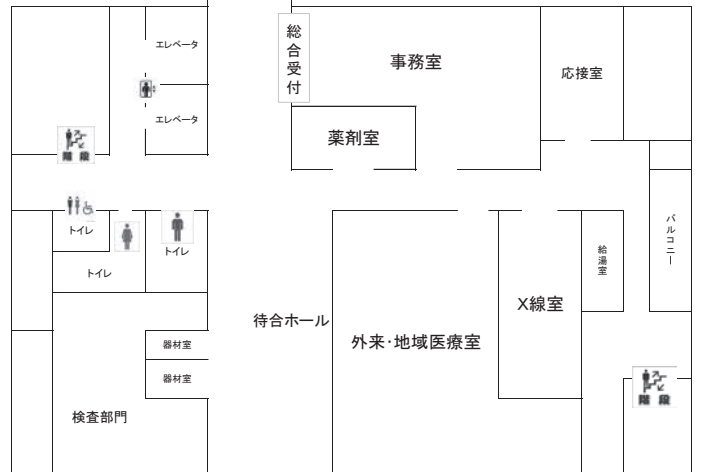 エレベータ
総合受付
事務室
応接室
エレベータ
階段
薬剤室
トイレ
トイレ
トイレ
バルコニー
給湯室
待合ホール
X線室
外来・地域医療室
器材室
器材室
階段
検査部門